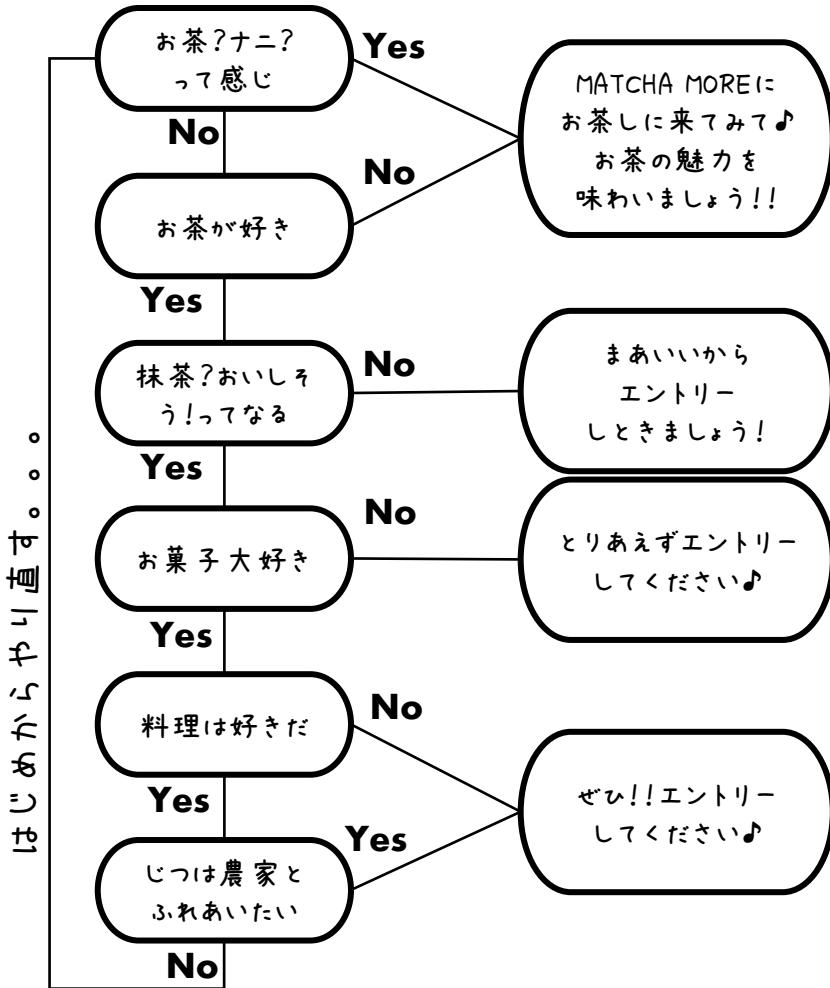 お茶?ナニ?
って感じ
Yes
No
MATCHA MOREに
お茶しに来てみて♪
お茶の魅力を
味わいましょう!!
お茶が好き
No
Yes
抹茶?おいしそ
う!ってなる
No
Yes
まあいいから
エントリー
しときましょう!
お菓子大好き
No
Yes
とりあえずエントリー
してください♪
料理は好きだ
No
Yes
ぜひ!!エントリー
してください♪
じつは農家と
ふれあいたい
Yes
No
はじめからやり直す。。。